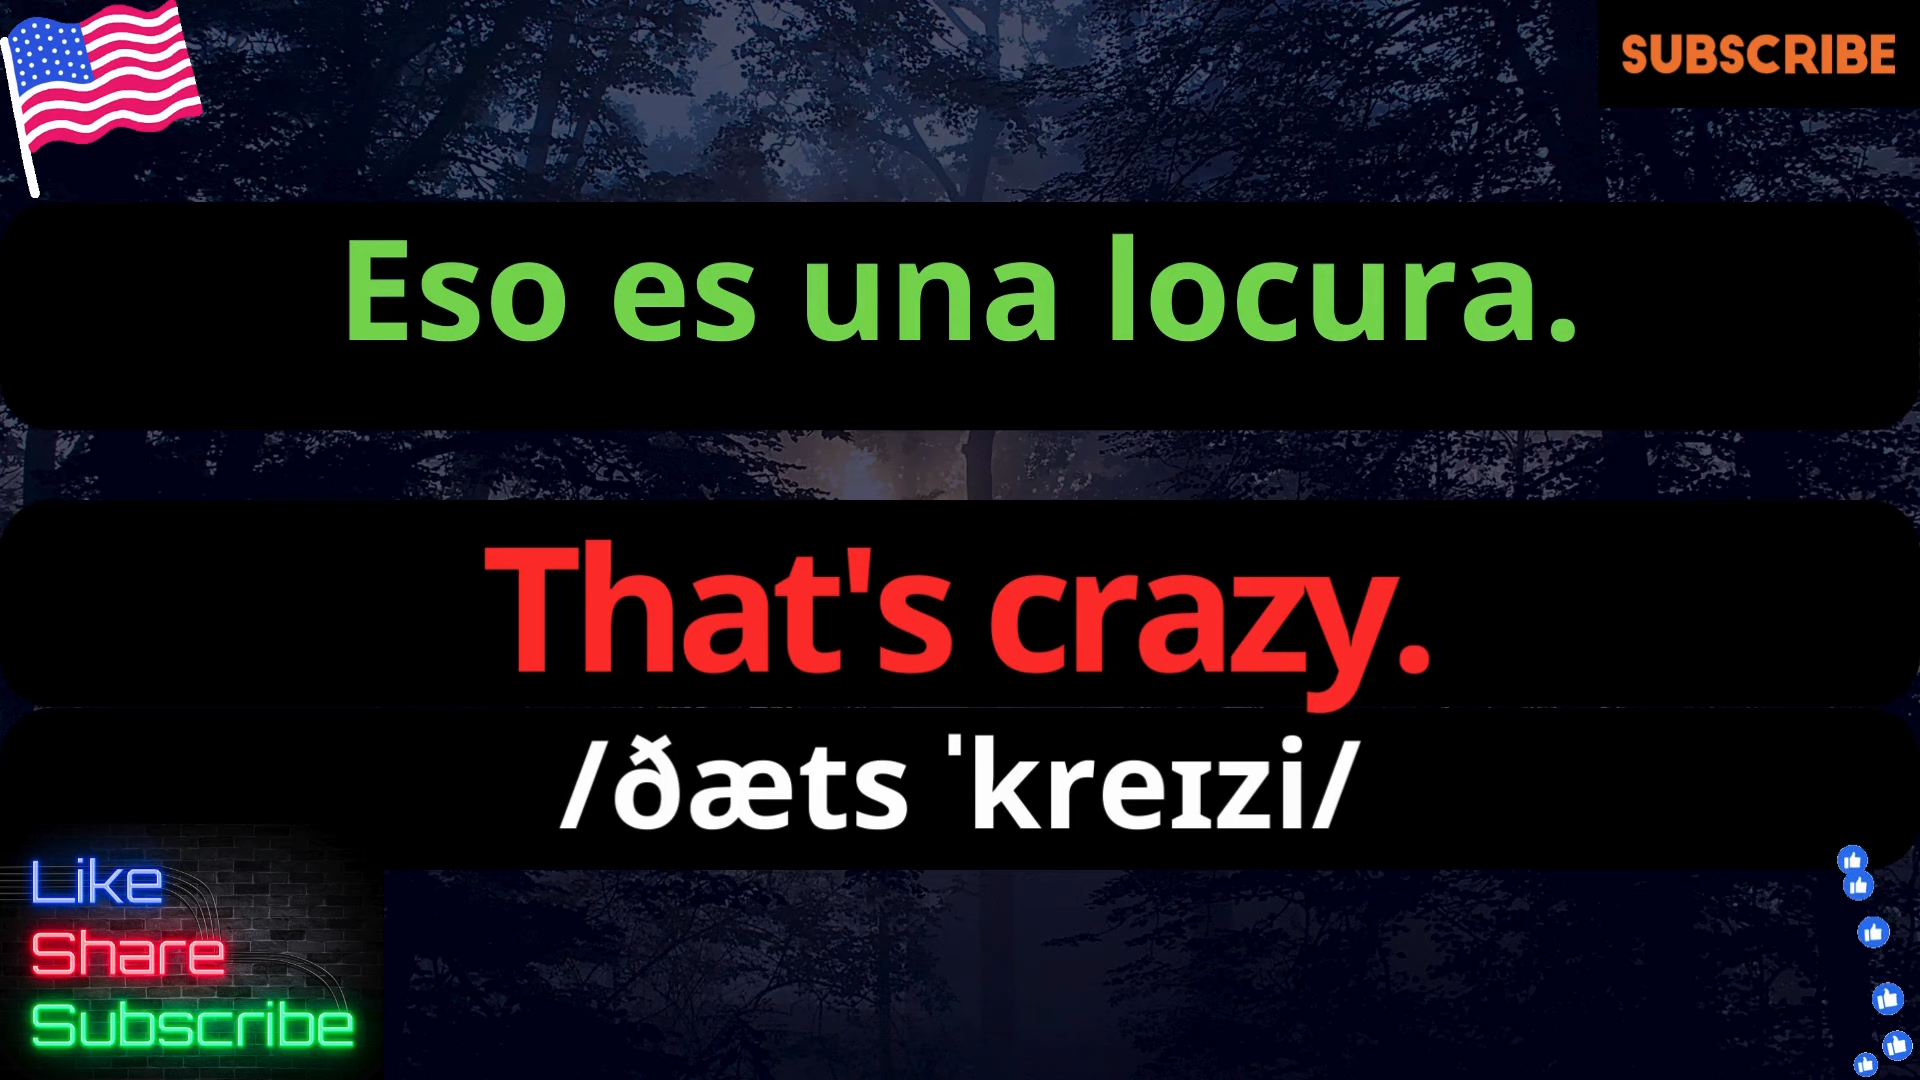 SUBSCRIBE
Eso es una locura.
That's crazy.
/ðæts ˈkreɪzi/
Like
Share
Subscribe